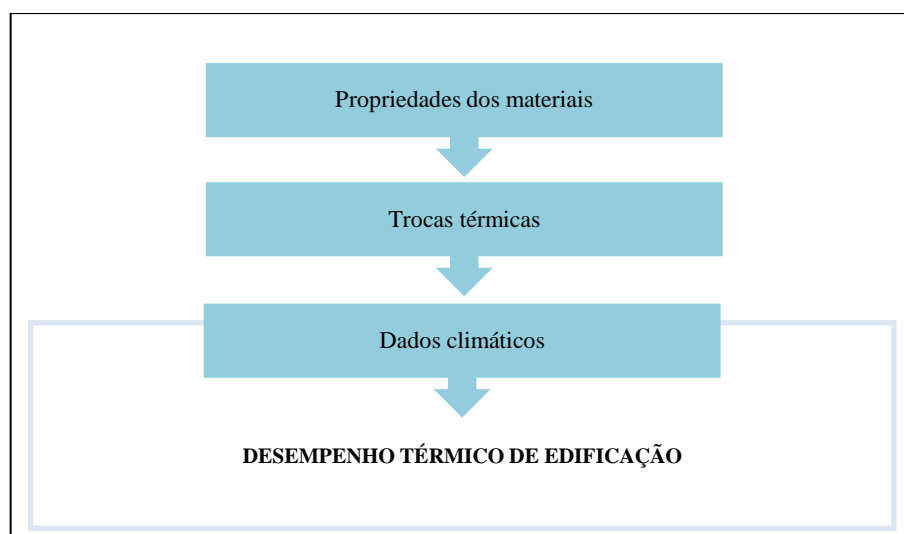 Propriedades dos materiais
Trocas térmicas
Dados climáticos
DESEMPENHO TÉRMICO DE EDIFICAÇÃO